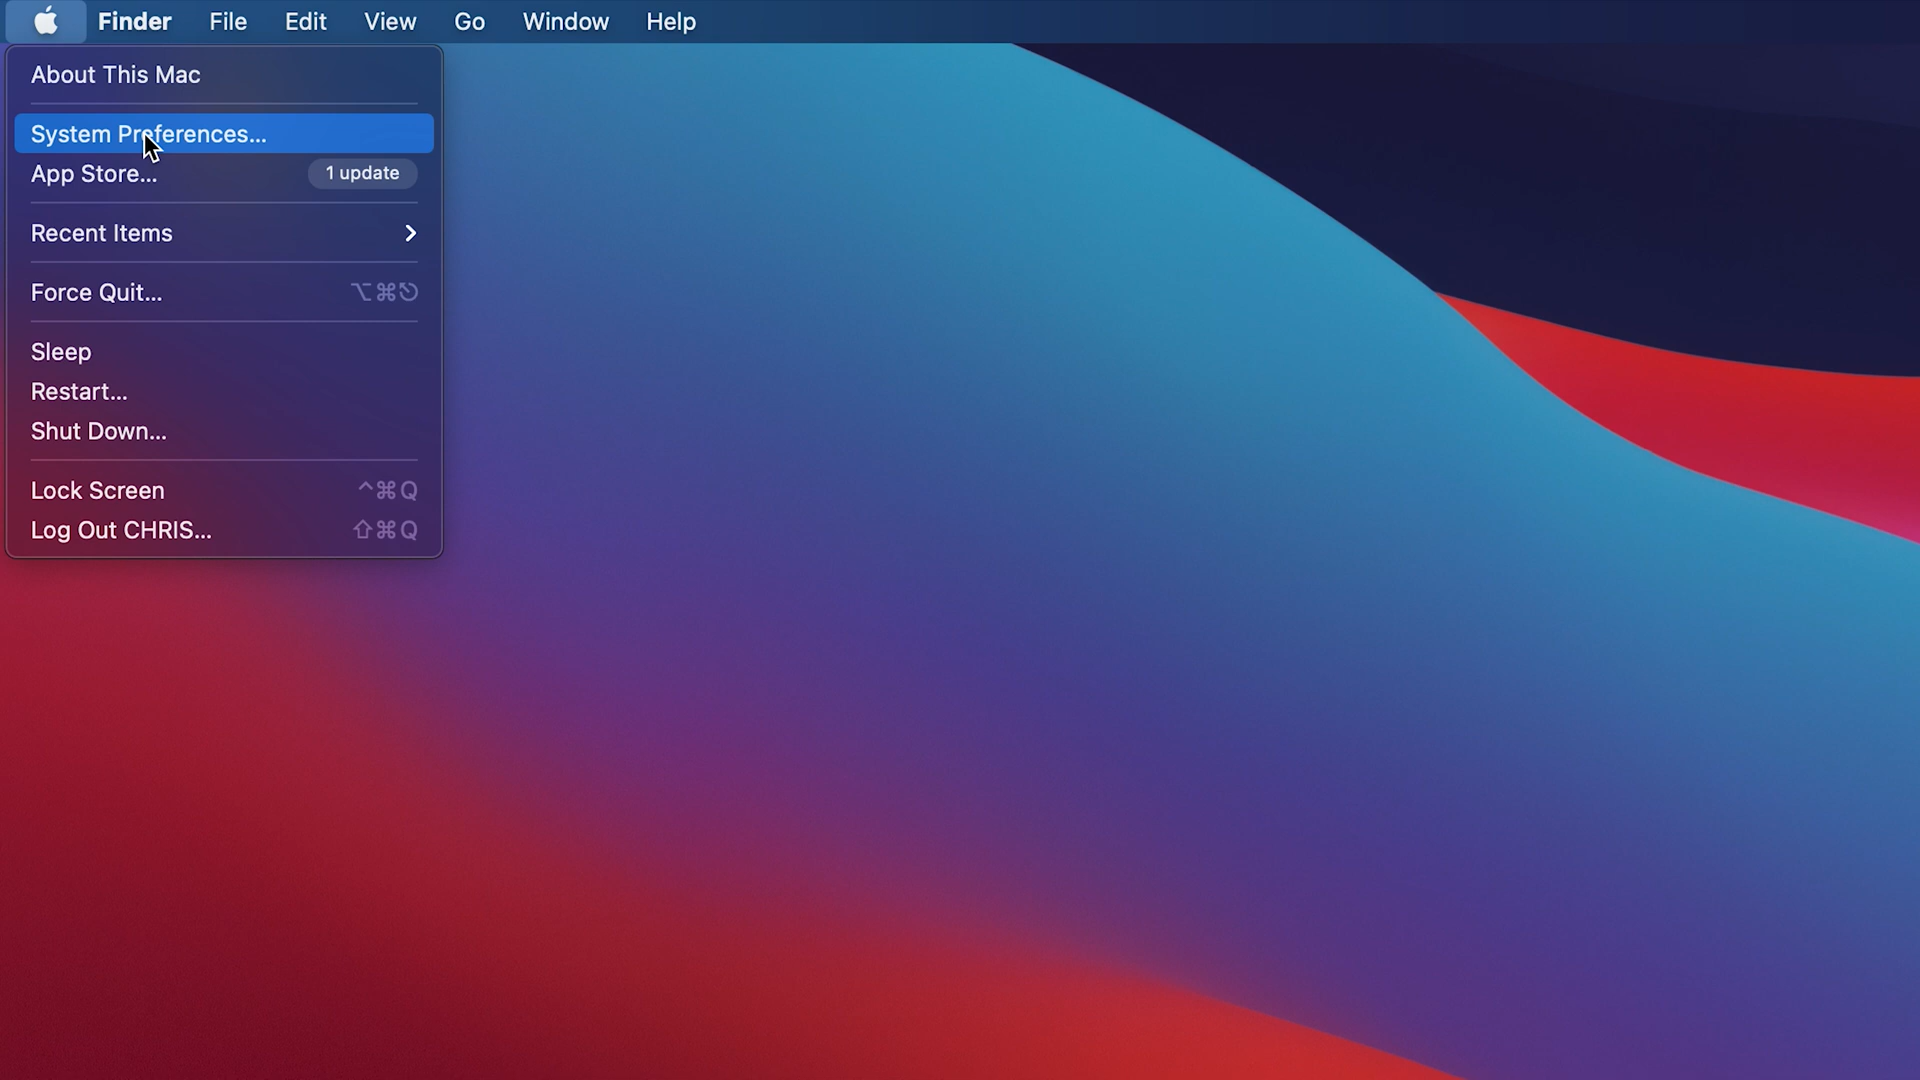 Finder File Edit View Go Window Help
About This Mac
System Preferences...
App Store... 1 update
Recent Items
Force Quit... ⌥⌘⎋
Sleep
Restart...
Shut Down...
Lock Screen ^⌘Q
Log Out CHRIS... ⇧⌘Q